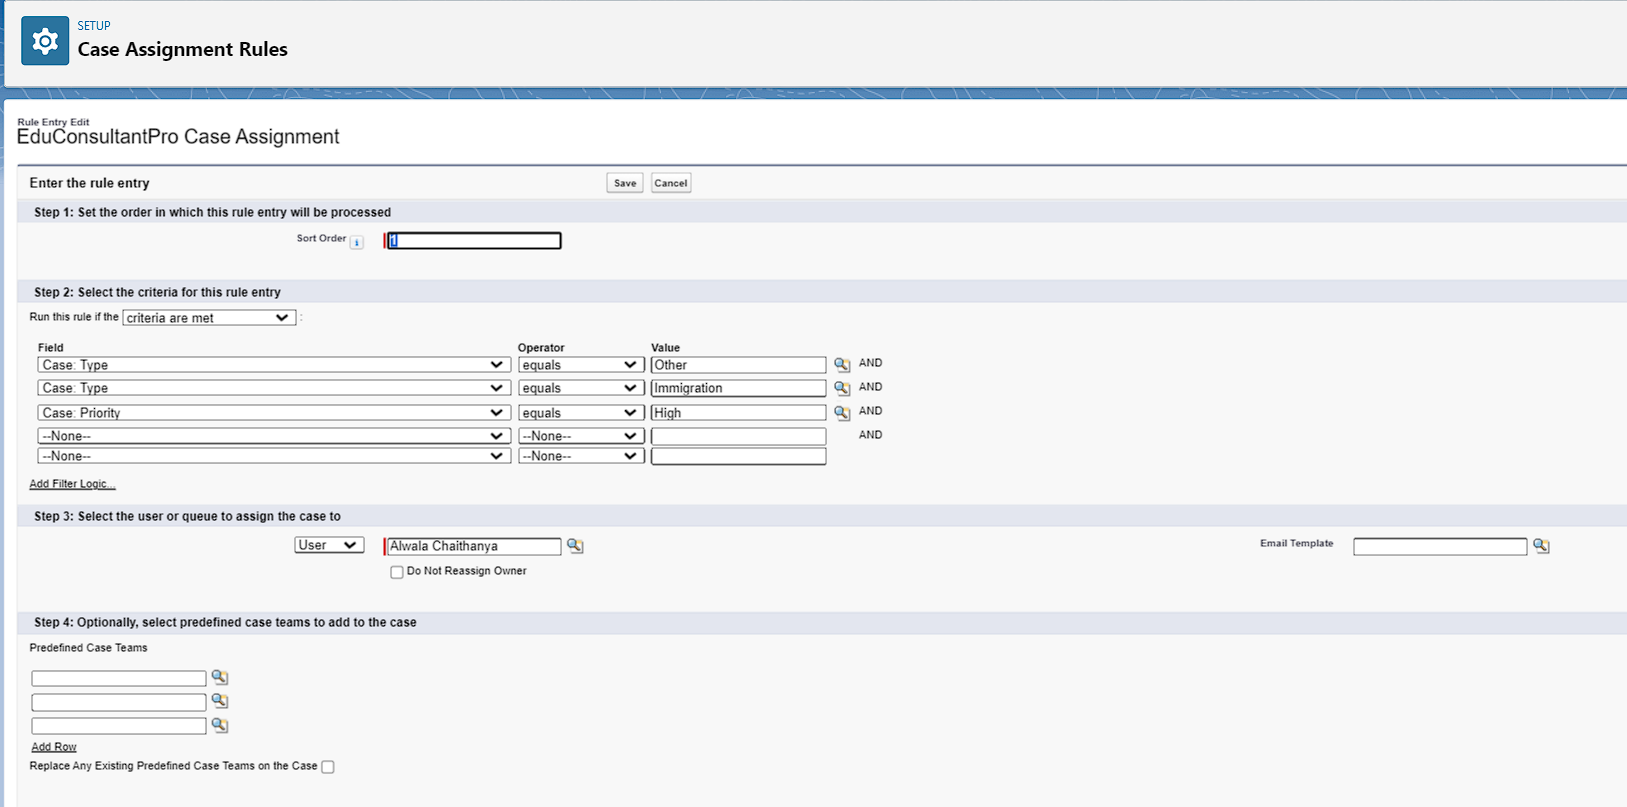 SETUP
Case Assignment Rules
Rule Entry Edit
EduConsultantPro Case Assignment
Enter the rule entry Save Cancel
Step 1: Set the order in which this rule entry will be processed
Sort Order i 1
Step 2: Select the criteria for this rule entry
Run this rule if the criteria are met :
Field Operator Value
Case: Type equals Other AND
Case: Type equals Immigration AND
Case: Priority equals High AND
--None-- --None-- AND
--None-- --None--
Add Filter Logic...
Step 3: Select the user or queue to assign the case to
User Alwala Chaithanya Email Template
Do Not Reassign Owner
Step 4: Optionally, select predefined case teams to add to the case
Predefined Case Teams
Add Row
Replace Any Existing Predefined Case Teams on the Case